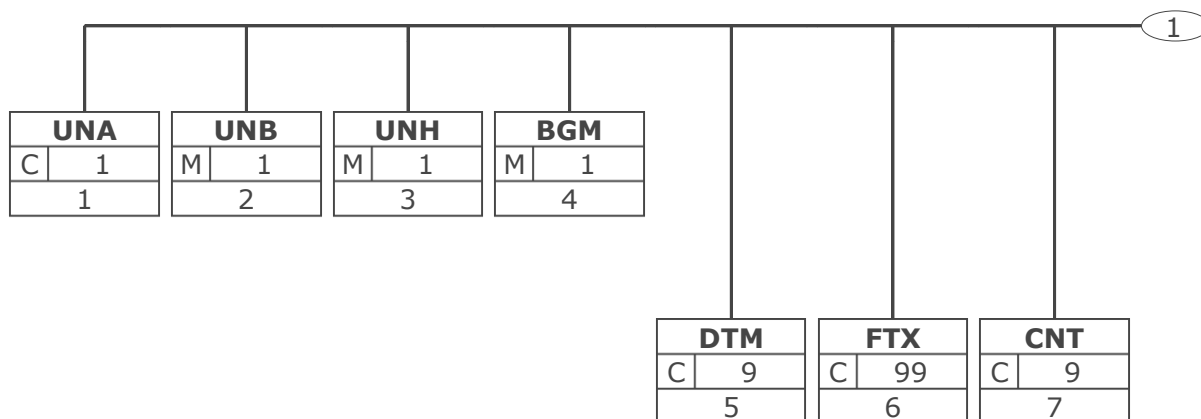 1
UNA UNB UNH BGM
C 1 M 1 M 1 M 1
1 2 3 4
DTM FTX CNT
C 9 C 99 C 9
5 6 7